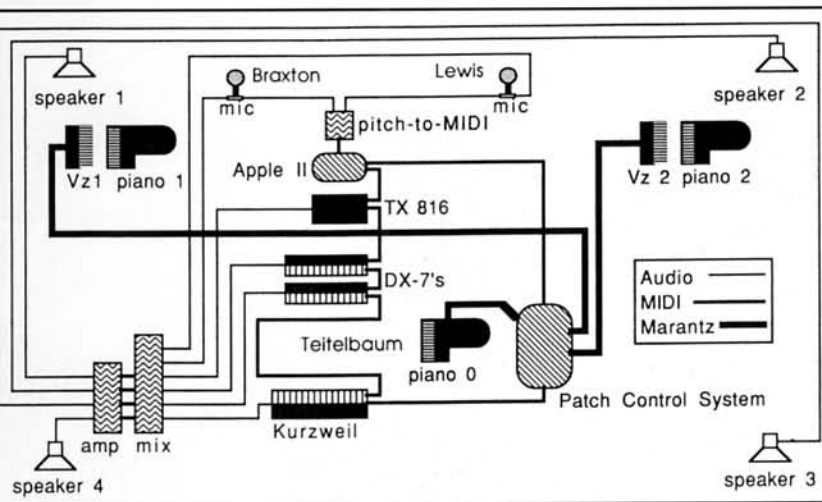 Braxton
Lewis
speaker 1
speaker 2
mic
mic
pitch-to-MIDI
Vz1
piano 1
Apple II
Vz 2
piano 2
TX 816
DX-7's
Audio
MIDI
Marantz
Teitelbaum
piano 0
Patch Control System
Kurzweil
amp
mix
speaker 4
speaker 3